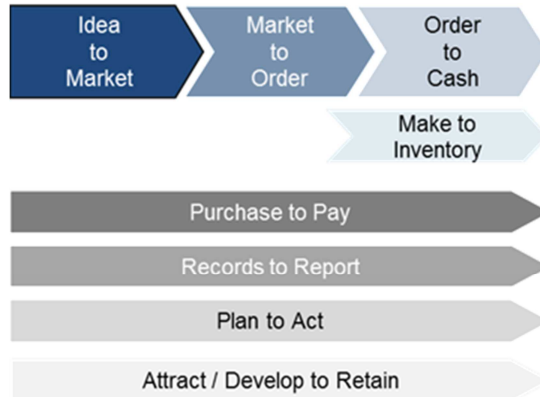 Idea
to
Market
Market
to
Order
Order
to
Cash
Make to
Inventory
Purchase to Pay
Records to Report
Plan to Act
Attract / Develop to Retain